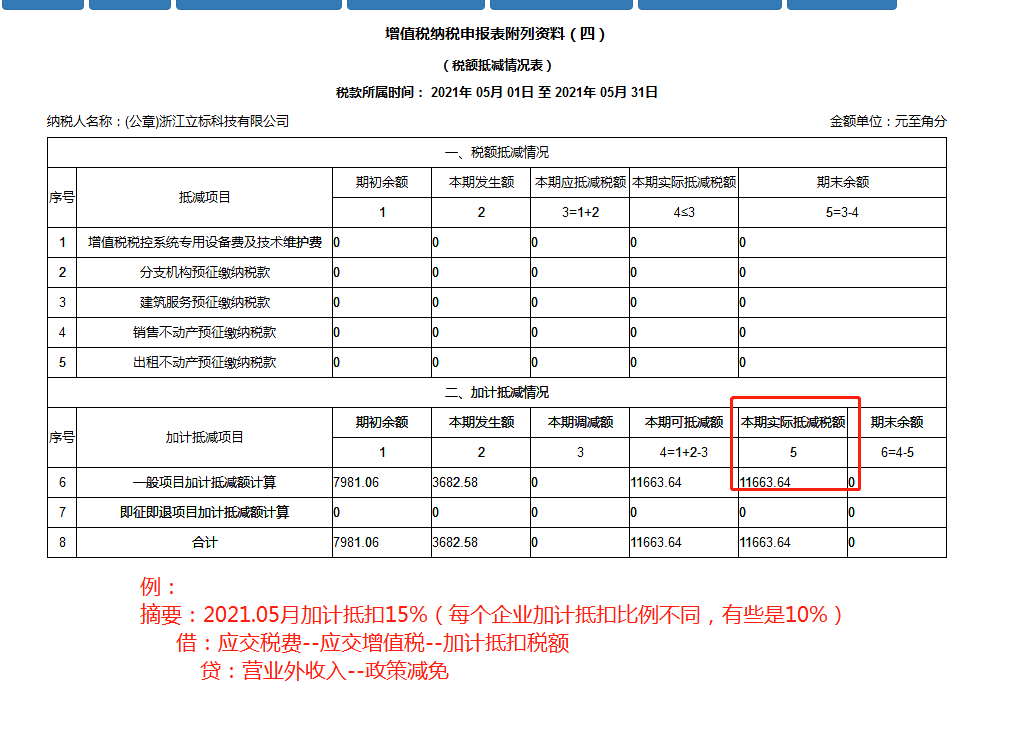 增值税纳税申报表附列资料（四）
（税额抵减情况表）
税款所属时间： 2021年 05月 01日 至 2021年 05月 31日
纳税人名称：(公章)浙江立标科技有限公司 金额单位：元至角分
一、税额抵减情况
序号 抵减项目 期初余额 本期发生额 本期应抵减税额 本期实际抵减税额 期末余额
1 2 3=1+2 4≤3 5=3-4
1 增值税税控系统专用设备费及技术维护费 0 0 0 0 0
2 分支机构预征缴纳税款 0 0 0 0 0
3 建筑服务预征缴纳税款 0 0 0 0 0
4 销售不动产预征缴纳税款 0 0 0 0 0
5 出租不动产预征缴纳税款 0 0 0 0 0
二、加计抵减情况
序号 加计抵减项目 期初余额 本期发生额 本期调减额 本期可抵减额 本期实际抵减税额 期末余额
1 2 3 4=1+2-3 5 6=4-5
6 一般项目加计抵减额计算 7981.06 3682.58 0 11663.64 11663.64 0
7 即征即退项目加计抵减额计算 0 0 0 0 0 0
8 合计 7981.06 3682.58 0 11663.64 11663.64 0
例：
摘要：2021.05月加计抵扣15%（每个企业加计抵扣比例不同，有些是10%）
借：应交税费--应交增值税--加计抵扣税额
贷：营业外收入--政策减免